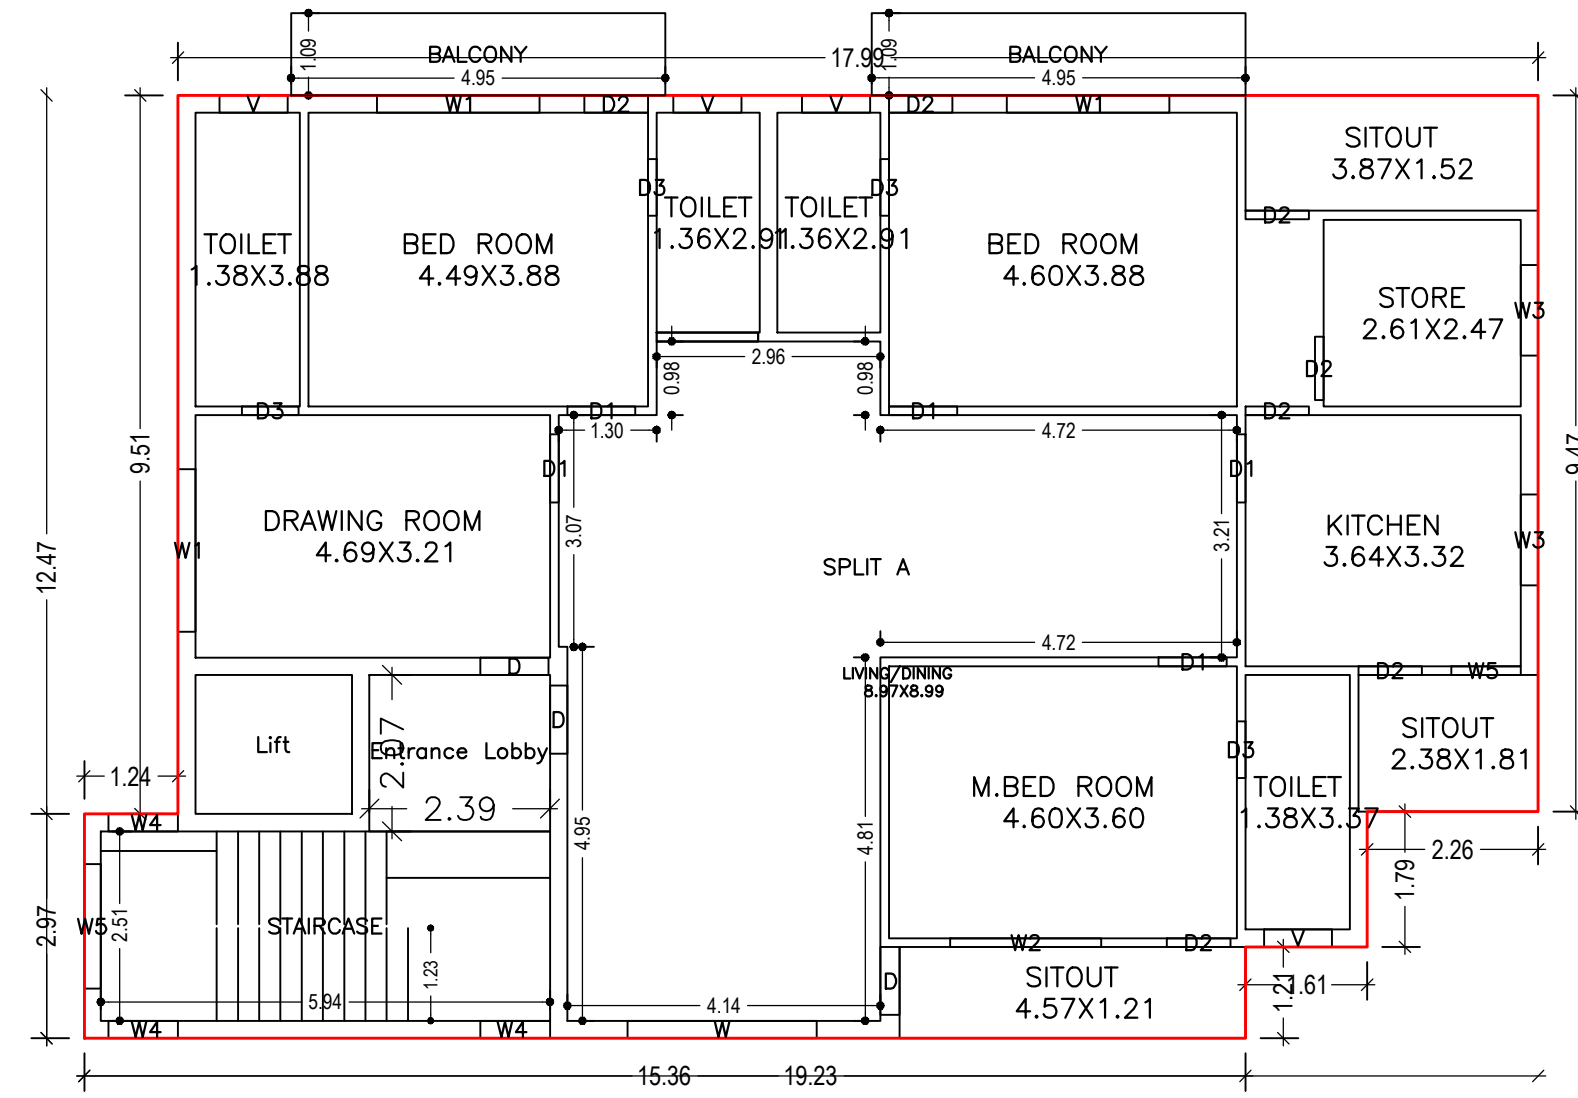 BALCONY
BALCONY
1.09
17.99
1.09
4.95
4.95
V
W1
D2
V
V
D2
W1
SITOUT
3.87X1.52
D3
D3
TOILET
1.36X2.91
TOILET
1.36X2.91
D2
TOILET
1.38X3.88
BED ROOM
4.49X3.88
BED ROOM
4.60X3.88
STORE
2.61X2.47
W3
2.96
0.98
0.98
D2
D3
D1
D1
D2
1.30
4.72
9.51
9.47
D1
D1
DRAWING ROOM
4.69X3.21
3.07
3.21
KITCHEN
3.64X3.32
W1
W3
12.47
SPLIT A
4.72
D
D1
D2
W5
LIVING/DINING
8.97X8.99
D
Lift
Entrance Lobby
2.07
2.39
D3
SITOUT
2.38X1.81
1.24
M.BED ROOM
4.60X3.60
TOILET
1.38X3.37
W4
4.95
4.81
2.26
1.79
2.97
W5
2.51
STAIRCASE
1.23
W2
D2
V
5.94
4.14
D
SITOUT
4.57X1.21
1.21
1.61
W4
W4
W
15.36
19.23